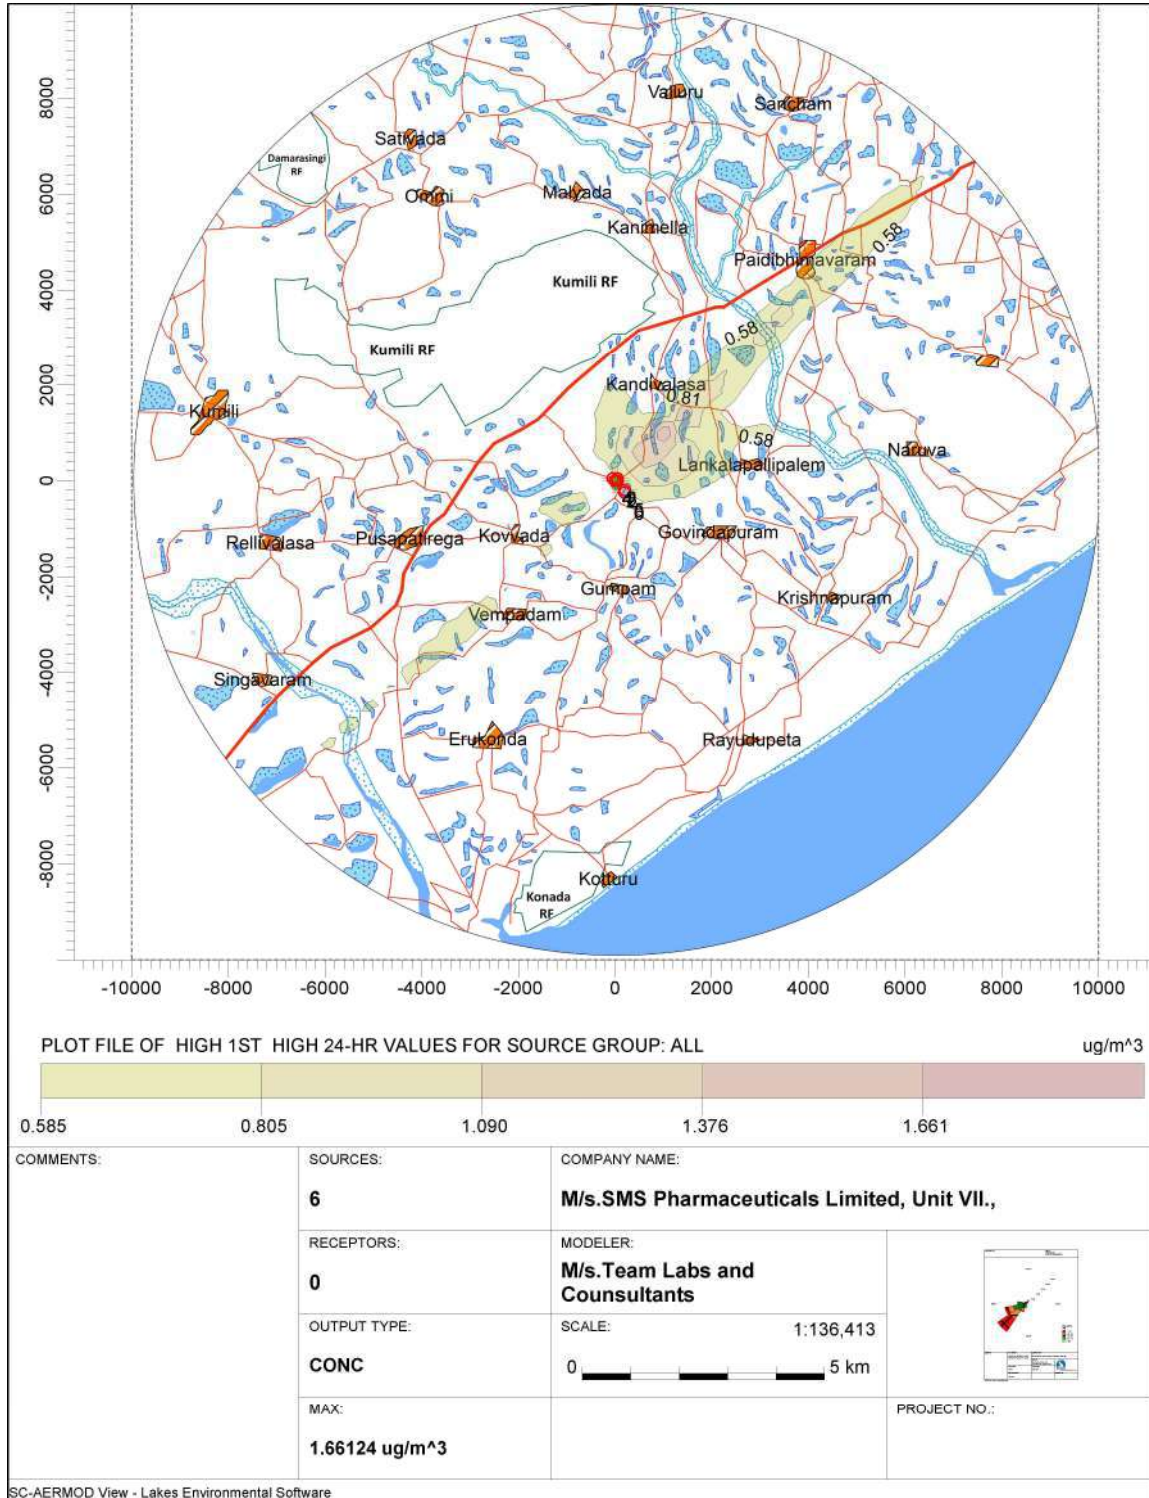 8000
6000
4000
2000
0
-2000
-4000
-6000
-8000
Valluru
Sancham
Sativada
Damarasingi
RF
Ommi
Malyada
Kanimella
0.58
Paidibhimavaram
Kumili RF
Kumili RF
0.58
Kandivalasa
0.81
Kumili
0.58
Naruva
Lankalapallipalem
Govindapuram
Rellivalasa
Pusapatirega
Kovvada
Gumpam
Krishnapuram
Vempadam
Singavaram
Erukonda
Rayudupeta
Kotturu
Konada
RF
-10000 -8000 -6000 -4000 -2000 0 2000 4000 6000 8000 10000
PLOT FILE OF HIGH 1ST HIGH 24-HR VALUES FOR SOURCE GROUP: ALL ug/m^3
0.585 0.805 1.090 1.376 1.661
COMMENTS:
SOURCES:
6
COMPANY NAME:
M/s.SMS Pharmaceuticals Limited, Unit VII.,
RECEPTORS:
0
MODELER:
M/s.Team Labs and
Counsultants
OUTPUT TYPE:
CONC
SCALE: 1:136,413
0 5 km
MAX:
1.66124 ug/m^3
PROJECT NO.:
SC-AERMOD View - Lakes Environmental Software